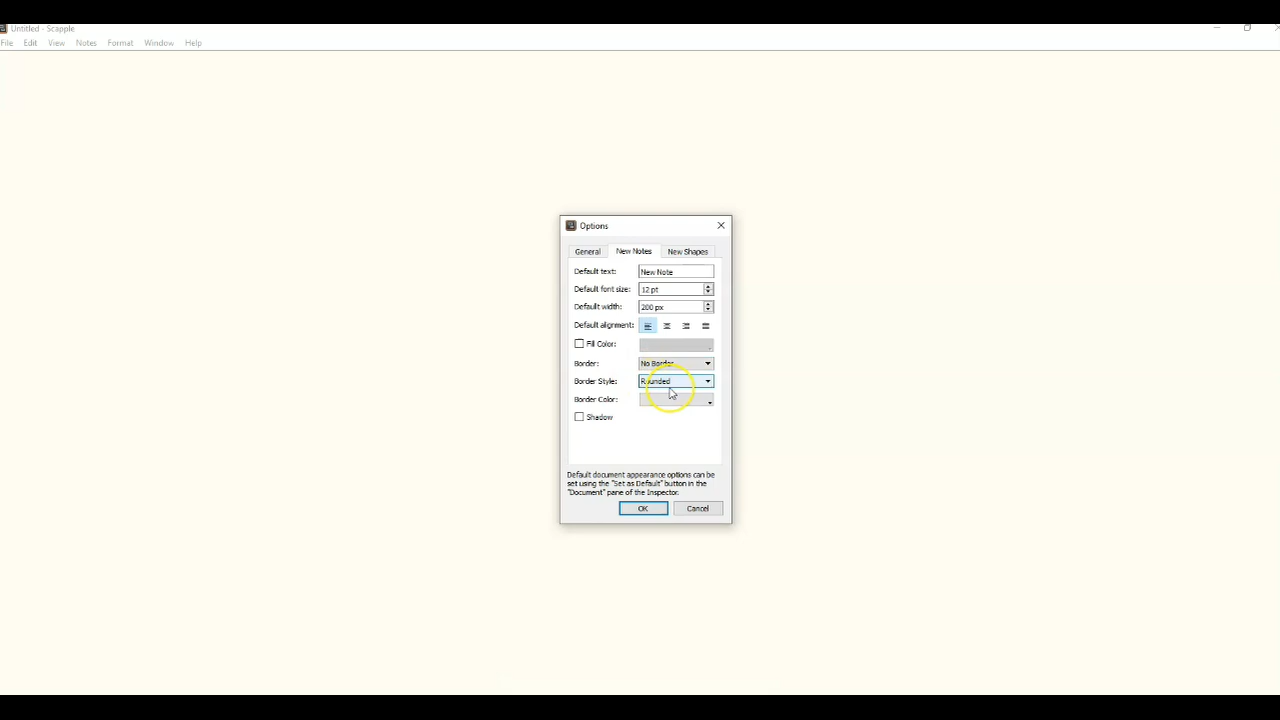 Untitled - Scapple
File Edit View Notes Format Window Help
Options
General New Notes New Shapes
Default text: New Note
Default font size: 12 pt
Default width: 200 px
Default alignment:
Fill Color:
Border: No Border
Border Style: Rounded
Border Color:
Shadow
Default document appearance options can be
set using the "Set as Default" button in the
"Document" pane of the Inspector.
OK Cancel